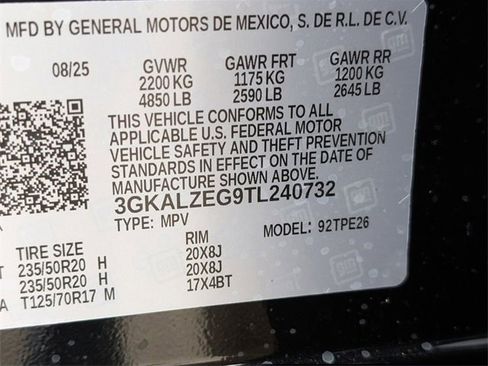 MFD BY GENERAL MOTORS DE MEXICO, S. DE R.L. DE C.V.
08/25 GVWR GAWR FRT GAWR RR
2200 KG 1175 KG 1200 KG
4850 LB 2590 LB 2645 LB
THIS VEHICLE CONFORMS TO ALL
APPLICABLE U.S. FEDERAL MOTOR
VEHICLE SAFETY AND THEFT PREVENTION
STANDARDS IN EFFECT ON THE DATE OF
MANUFACTURE SHOWN ABOVE.
3GKALZEG9TL240732
TYPE: MPV MODEL: 92TPE26
TIRE SIZE RIM
235/50R20 H 20X8J
235/50R20 H 20X8J
T125/70R17 M 17X4BT